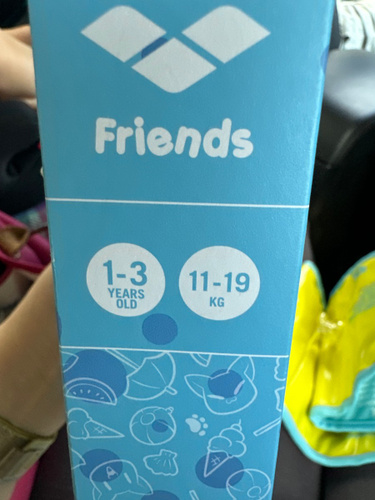 Friends
1-3
YEARS
OLD
11-19
KG